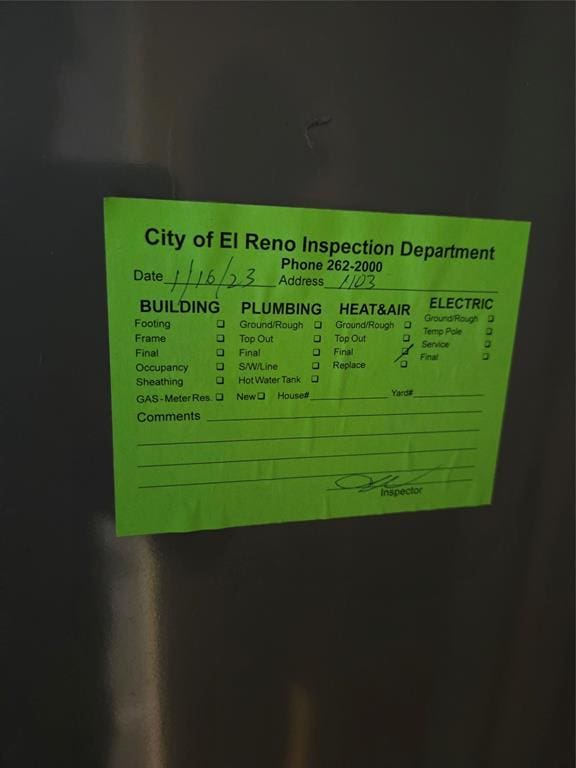 City of El Reno Inspection Department
Phone 262-2000
Date 1/16/23 Address 1103
BUILDING PLUMBING HEAT&AIR ELECTRIC
Footing ❑ Ground/Rough ❑ Ground/Rough ❑ Ground/Rough ❑
Frame ❑ Top Out ❑ Top Out ❑ Temp Pole ❑
Final ❑ Final ❑ Final ☑ Service ❑
Occupancy ❑ S/W/Line ❑ Replace ❑ Final ❑
Sheathing ❑ Hot Water Tank ❑
GAS-Meter Res. ❑ New ❑ House# Yard#
Comments
Inspector